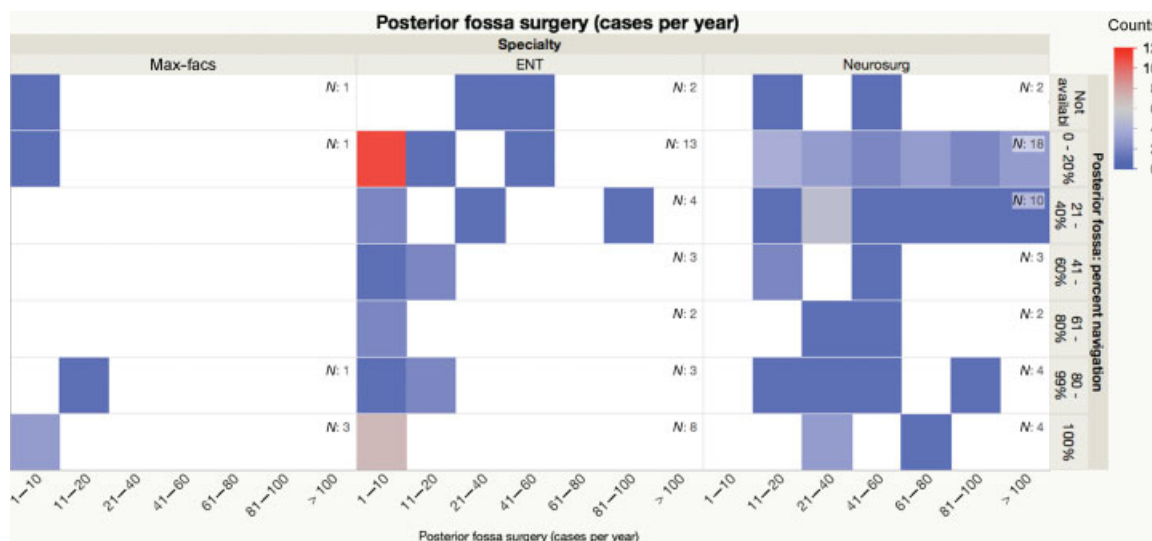 Posterior fossa surgery (cases per year)
Counts
Specialty
Max-facs ENT Neurosurg
N: 1 N: 2 N: 2 Not availabl
N: 1 N: 13 N: 18 0 - 20%
N: 4 N: 10 21 - 40%
N: 3 N: 3 41 - 60%
N: 2 N: 2 61 - 80%
N: 1 N: 3 N: 4 80 - 99%
N: 3 N: 8 N: 4 100%
Posterior fossa: percent navigation
1–10 11–20 21–40 41–60 61–80 81–100 > 100 1–10 11–20 21–40 41–60 61–80 81–100 > 100 1–10 11–20 21–40 41–60 61–80 81–100 > 100
Posterior fossa surgery (cases per year)